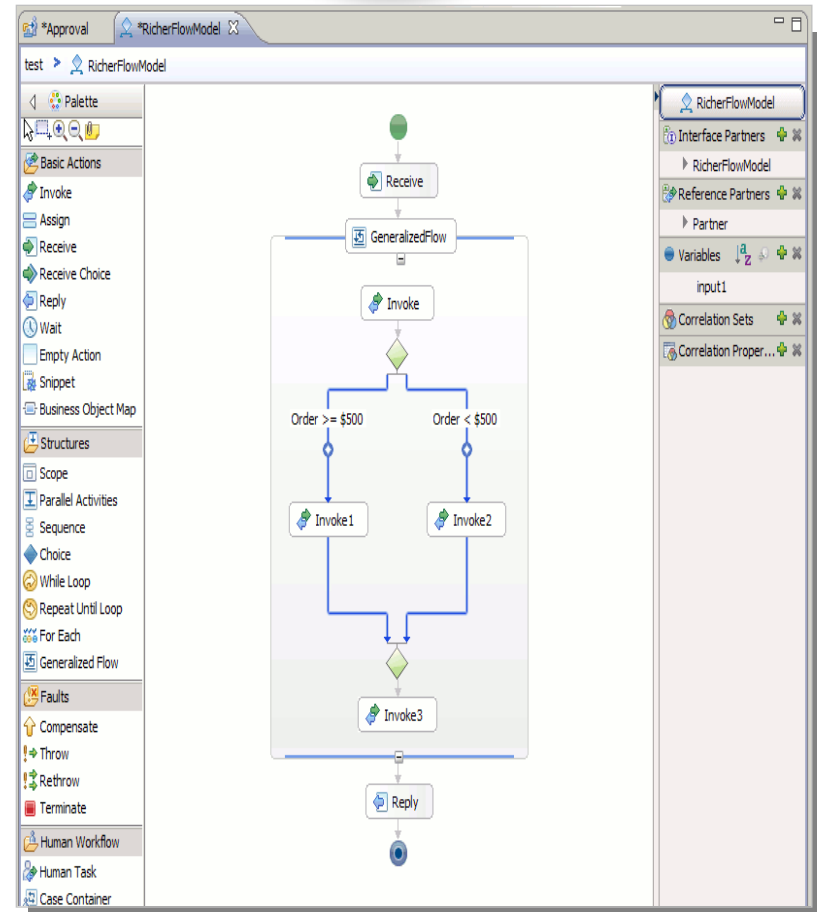 *Approval
*RicherFlowModel
test > RicherFlowModel
Palette
Basic Actions
Invoke
Assign
Receive
Receive Choice
Reply
Wait
Empty Action
Snippet
Business Object Map
Structures
Scope
Parallel Activities
Sequence
Choice
While Loop
Repeat Until Loop
For Each
Generalized Flow
Faults
Compensate
Throw
Rethrow
Terminate
Human Workflow
Human Task
Case Container
Receive
GeneralizedFlow
Invoke
Order >= $500
Order < $500
Invoke1
Invoke2
Invoke3
Reply
RicherFlowModel
Interface Partners
RicherFlowModel
Reference Partners
Partner
Variables
input1
Correlation Sets
Correlation Proper...